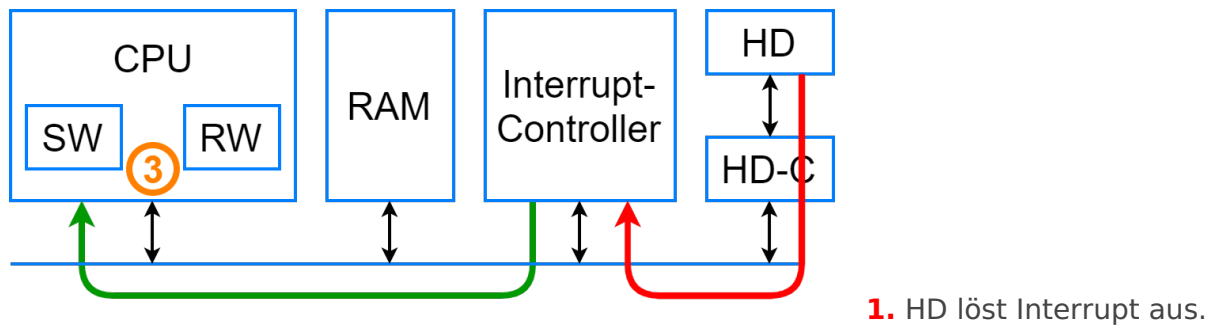 CPU
SW
RW
3
RAM
Interrupt-
Controller
HD
HD-C
1. HD löst Interrupt aus.